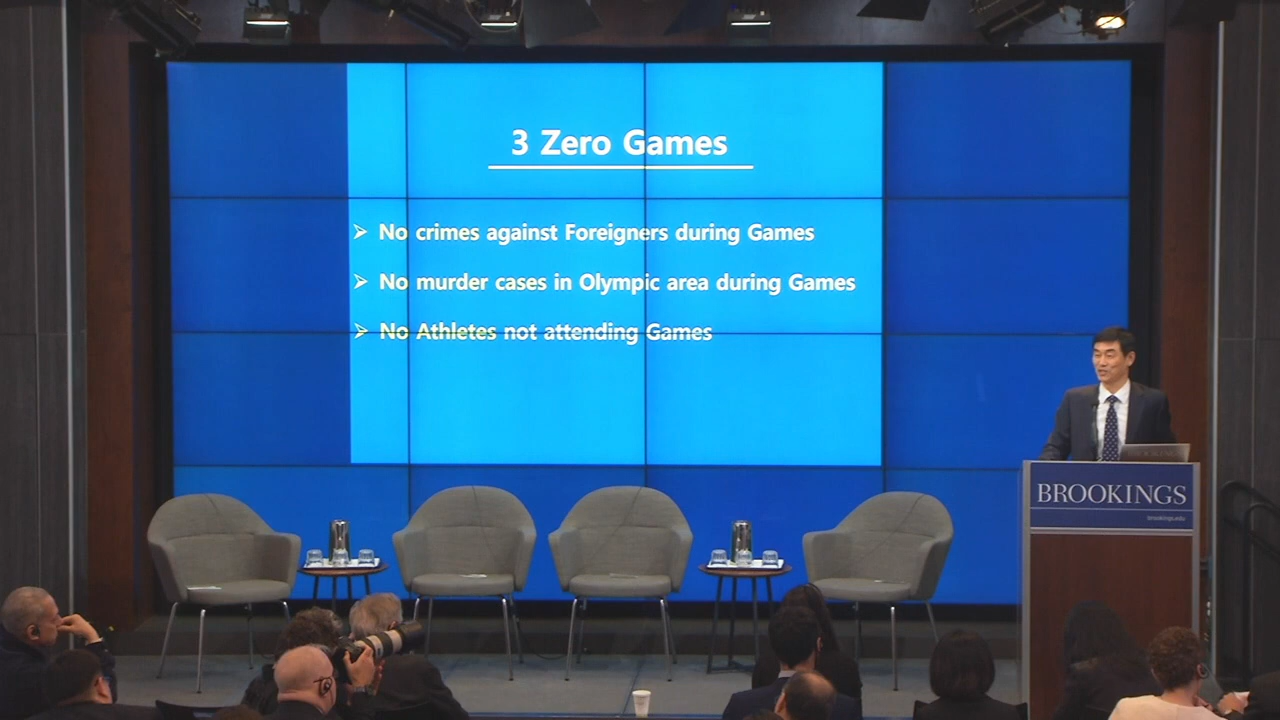 3 Zero Games
➢ No crimes against Foreigners during Games
➢ No murder cases in Olympic area during Games
➢ No Athletes not attending Games
BROOKINGS
brookings.edu